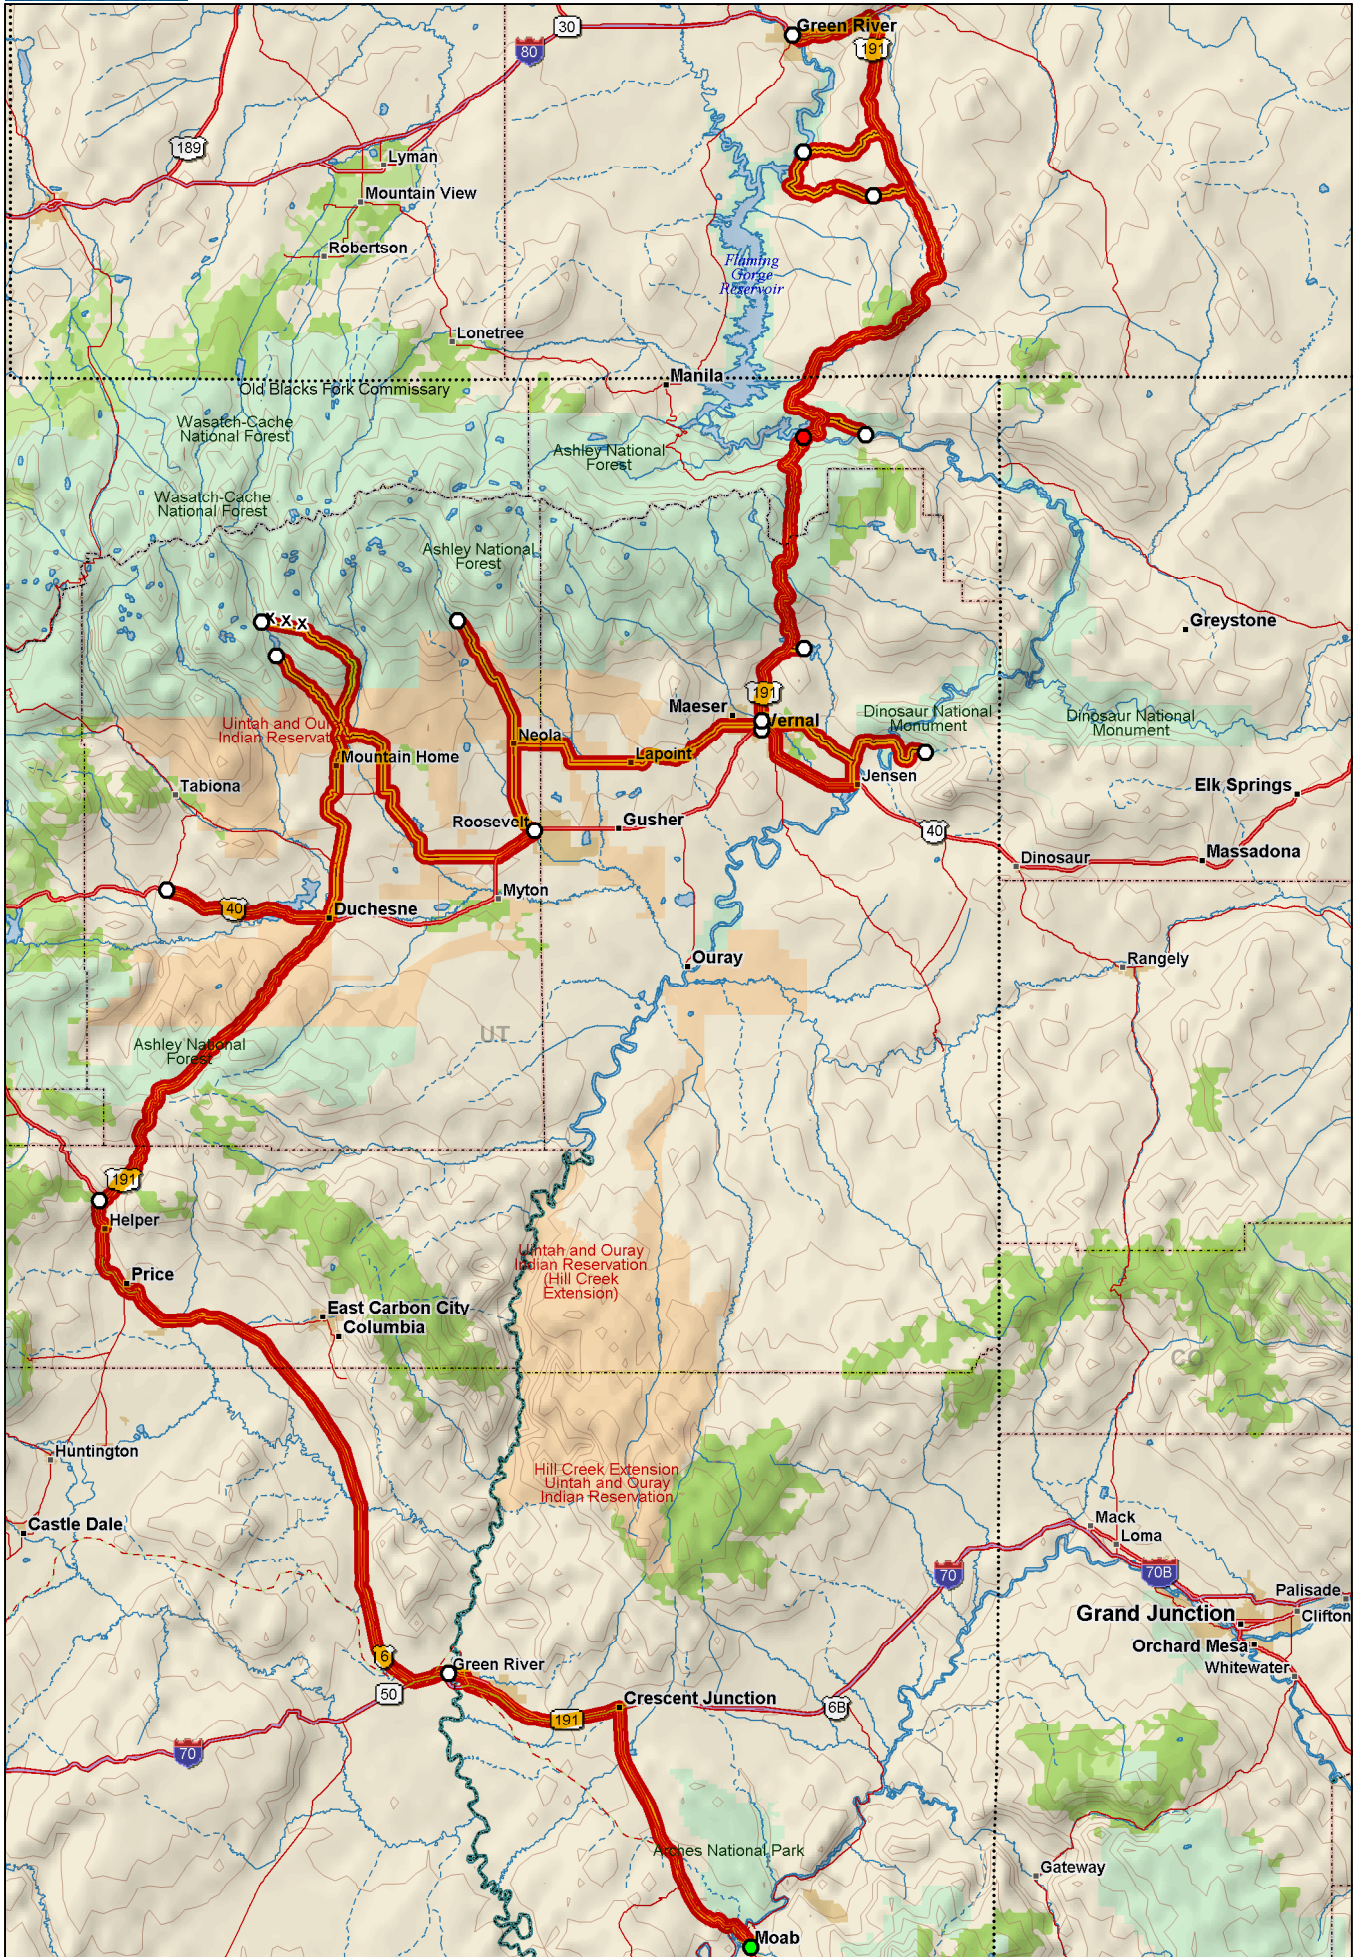 Green River
30
80
191
189
Lyman
Mountain View
Robertson
Flaming
Gorge
Reservoir
Lonetree
Manila
Old Blacks Fork Commissary
Wasatch-Cache
National Forest
Ashley National
Forest
Wasatch-Cache
National Forest
Ashley National
Forest
X X X
Greystone
191
Maeser
Vernal
Dinosaur National
Monument
Dinosaur National
Monument
Uintah and Ouray
Indian Reservation
Neola
Lapoint
Mountain Home
Jensen
Tabiona
Elk Springs
Roosevelt
Gusher
40
Dinosaur
Massadona
Myton
40
Duchesne
Ouray
Rangely
UT
Ashley National
Forest
191
Helper
Uintah and Ouray
Indian Reservation
(Hill Creek
Extension)
Price
East Carbon City
Columbia
CO
Huntington
Hill Creek Extension
Uintah and Ouray
Indian Reservation
Castle Dale
Mack
Loma
70
70B
Palisade
Grand Junction
Clifton
Orchard Mesa
Whitewater
6
Green River
50
Crescent Junction
191
6B
70
Arches National Park
Gateway
Moab